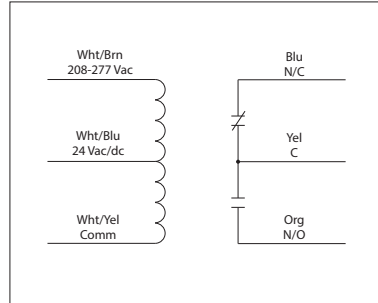 Wht/Brn
208-277 Vac
Blu
N/C
Wht/Blu
24 Vac/dc
Yel
C
Wht/Yel
Comm
Org
N/O